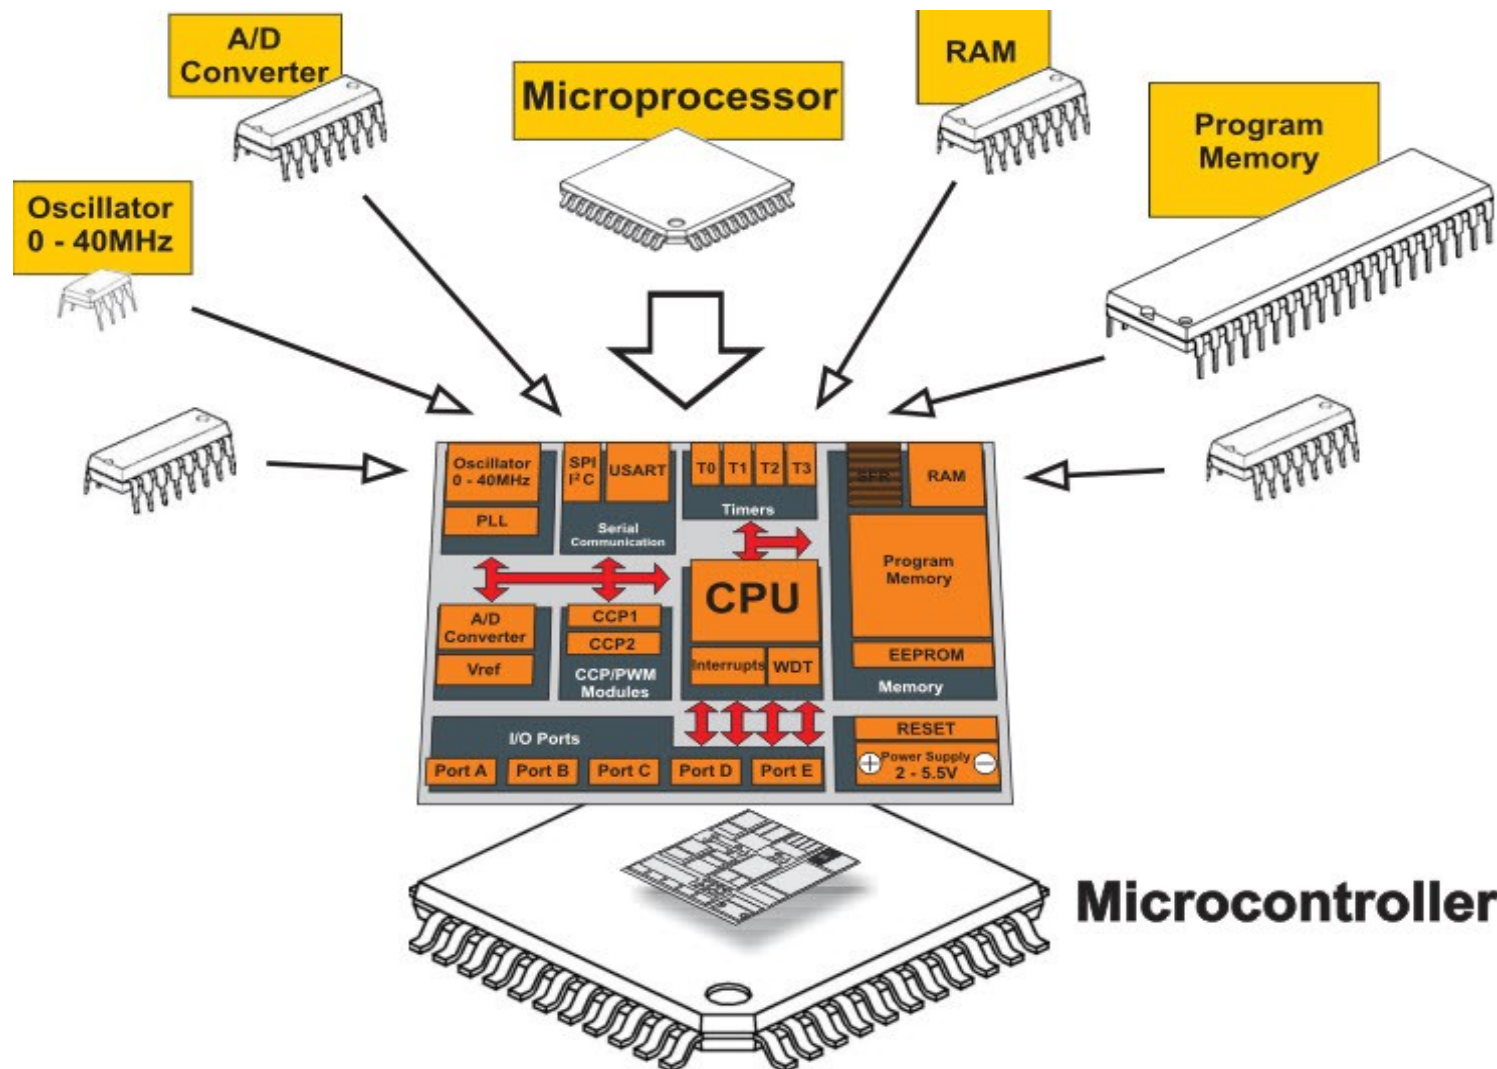 A/D
Converter
Microprocessor
RAM
Program
Memory
Oscillator
0 - 40MHz
Oscillator
0 - 40MHz
PLL
SPI
I²C
USART
Serial
Communication
T0
T1
T2
T3
Timers
SFR
RAM
Program
Memory
EEPROM
Memory
A/D
Converter
Vref
CCP1
CCP2
CCP/PWM
Modules
CPU
Interrupts
WDT
I/O Ports
Port A
Port B
Port C
Port D
Port E
RESET
+
Power Supply
2 - 5.5V
−
Microcontroller